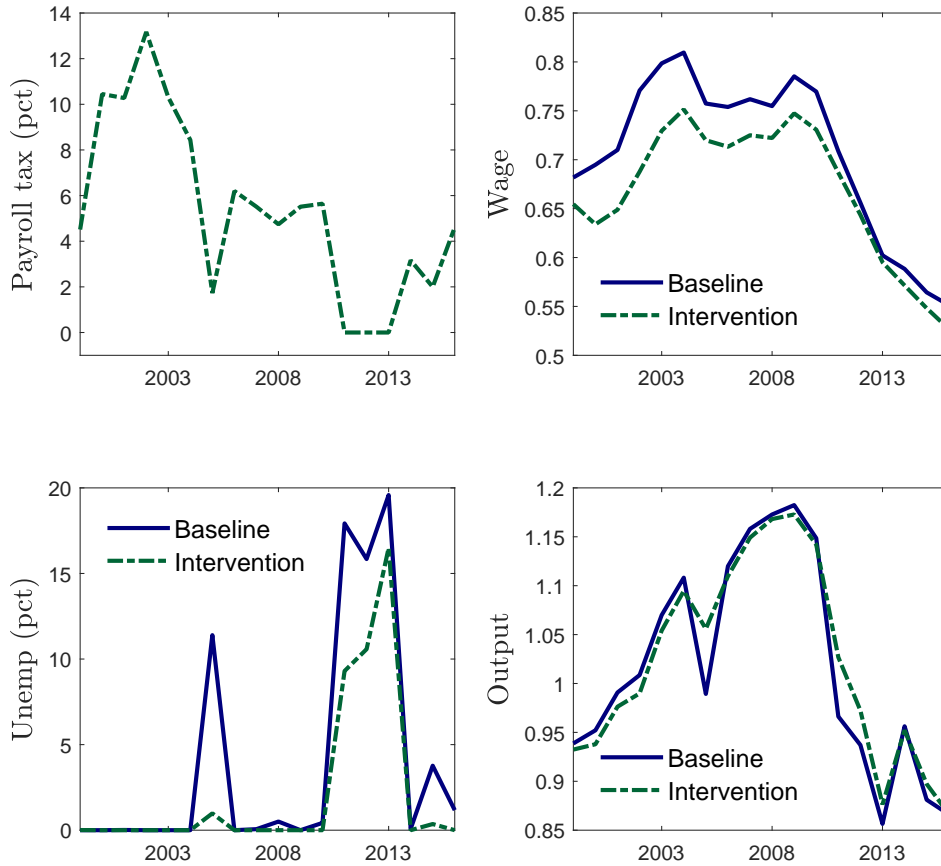 Payroll tax (pct)
14
12
10
8
6
4
2
0
2003 2008 2013
Wage
0.85
0.8
0.75
0.7
0.65
0.6
0.55
0.5
Baseline
Intervention
2003 2008 2013
Unemp (pct)
20
15
10
5
0
Baseline
Intervention
2003 2008 2013
Output
1.2
1.15
1.1
1.05
1
0.95
0.9
0.85
Baseline
Intervention
2003 2008 2013